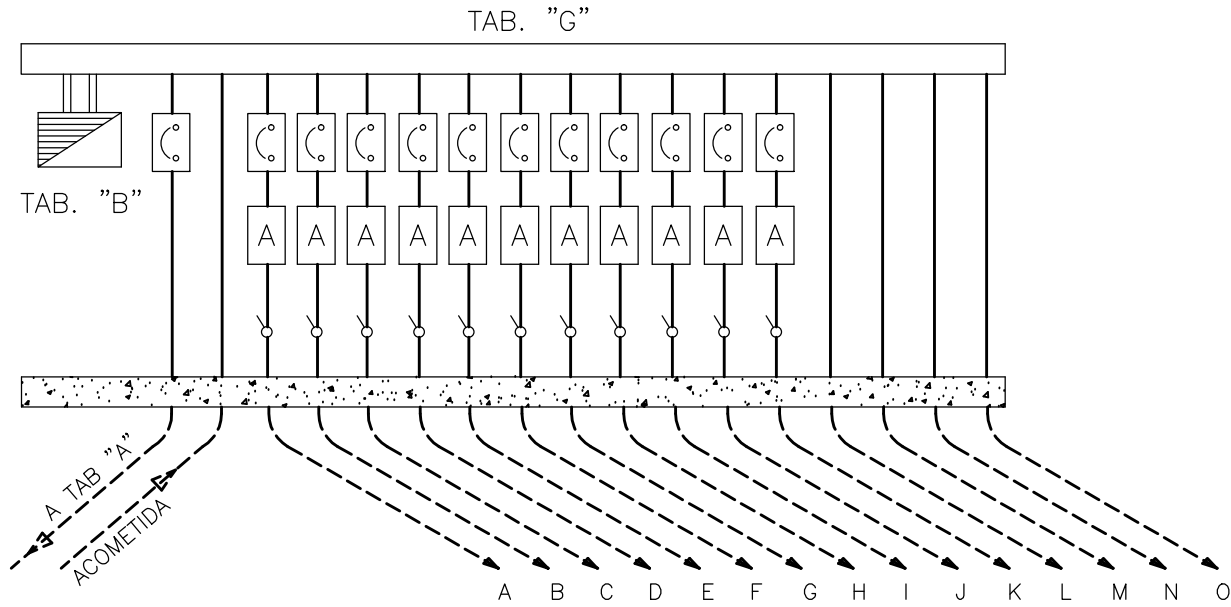 TAB. "G"
TAB. "B"
A A A A A A A A A A A
A TAB "A"
ACOMETIDA
A B C D E F G H I J K L M N O